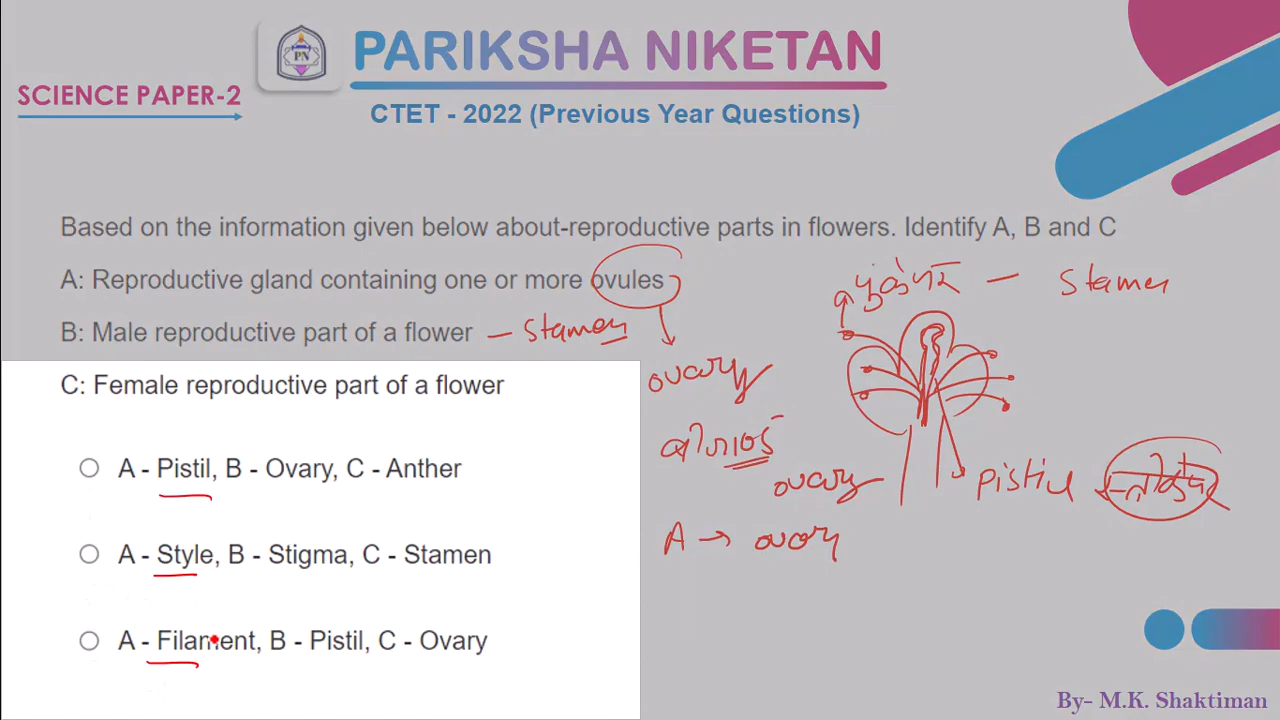 PARIKSHA NIKETAN
PN
SCIENCE PAPER-2
CTET - 2022 (Previous Year Questions)
Based on the information given below about-reproductive parts in flowers. Identify A, B and C
A: Reproductive gland containing one or more ovules
पुंकेसर — Stamen
B: Male reproductive part of a flower — Stamen
C: Female reproductive part of a flower
ovary
A - Pistil, B - Ovary, C - Anther
ovary
pistil
A → ovary
A - Style, B - Stigma, C - Stamen
A - Filament, B - Pistil, C - Ovary
By- M.K. Shaktiman